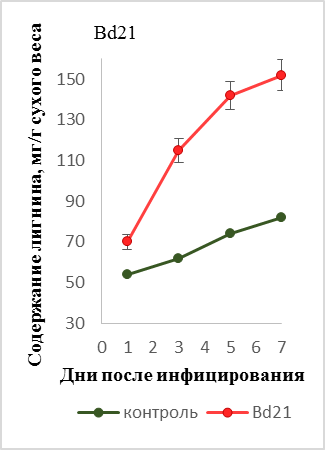 Bd21
Содержание лигнина, мг/г сухого веса
150
130
110
90
70
50
30
0 1 2 3 4 5 6 7
Дни после инфицирования
контроль Bd21